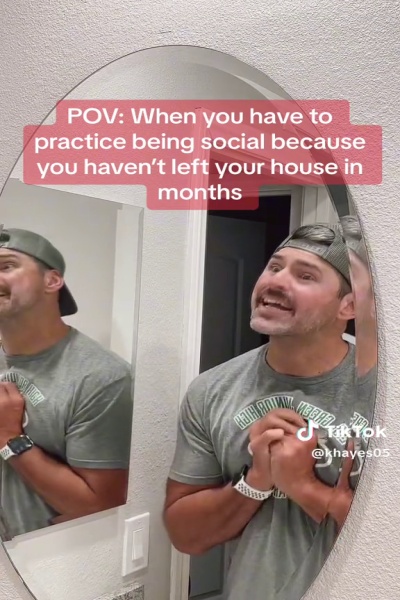 POV: When you have to
practice being social because
you haven't left your house in
months
TikTok
@khayes05